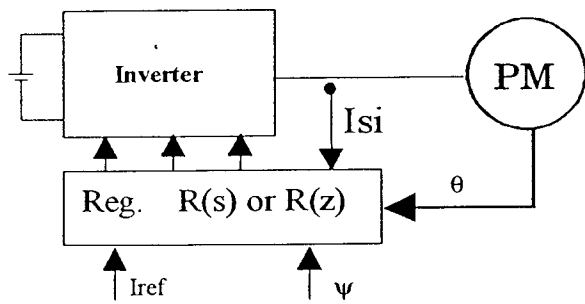 Inverter
PM
Isi
Reg. R(s) or R(z)
θ
Iref
ψ